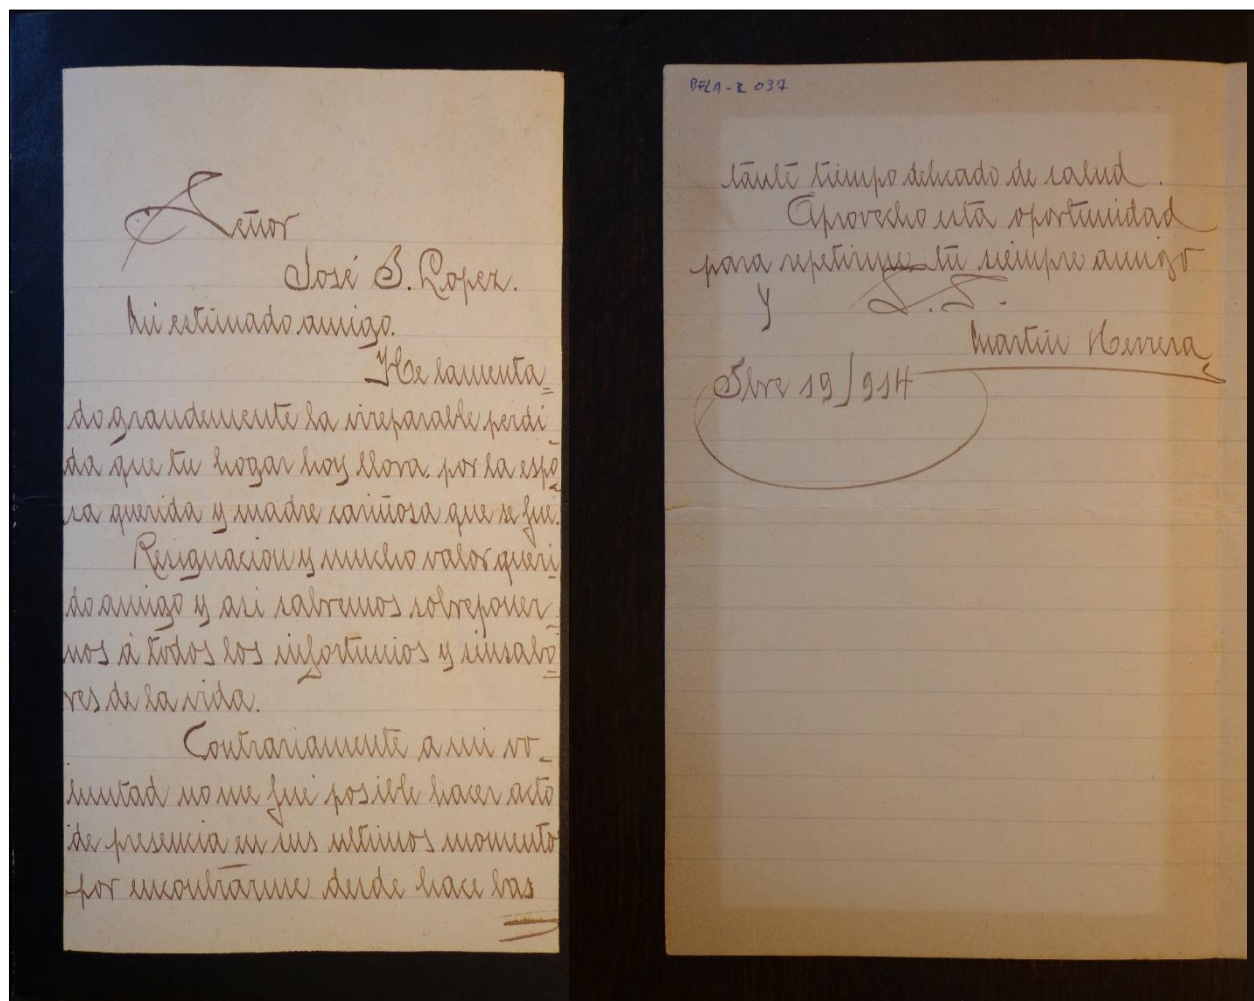 Señor
José S. Lopez.
Mi estimado amigo.
He lamenta=
do grandemente la irreparable perdi
da que tu hogar hoy llora por la espo
sa querida y madre cariñosa que se fué.
Resignacion y mucho valor queri
do amigo y asi sabremos sobreponer
nos á todos los infortunios y sinsabo
res de la vida.
Contrariamente a mi vo-
luntad no me fué posible hacer acto
de presencia en sus ultimos momento
por encontrarme desde hace bas
BFLA-R 037
tante tiempo delicado de salud.
Aprovecho esta oportunidad
para repetirme tu siempre amigo
y S. S.
Martin Herrera
19/914